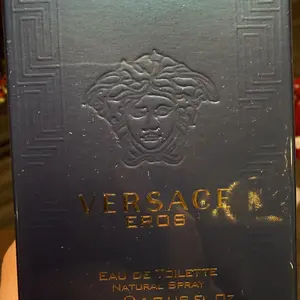 VERSACE
EROS
EAU DE TOILETTE
NATURAL SPRAY